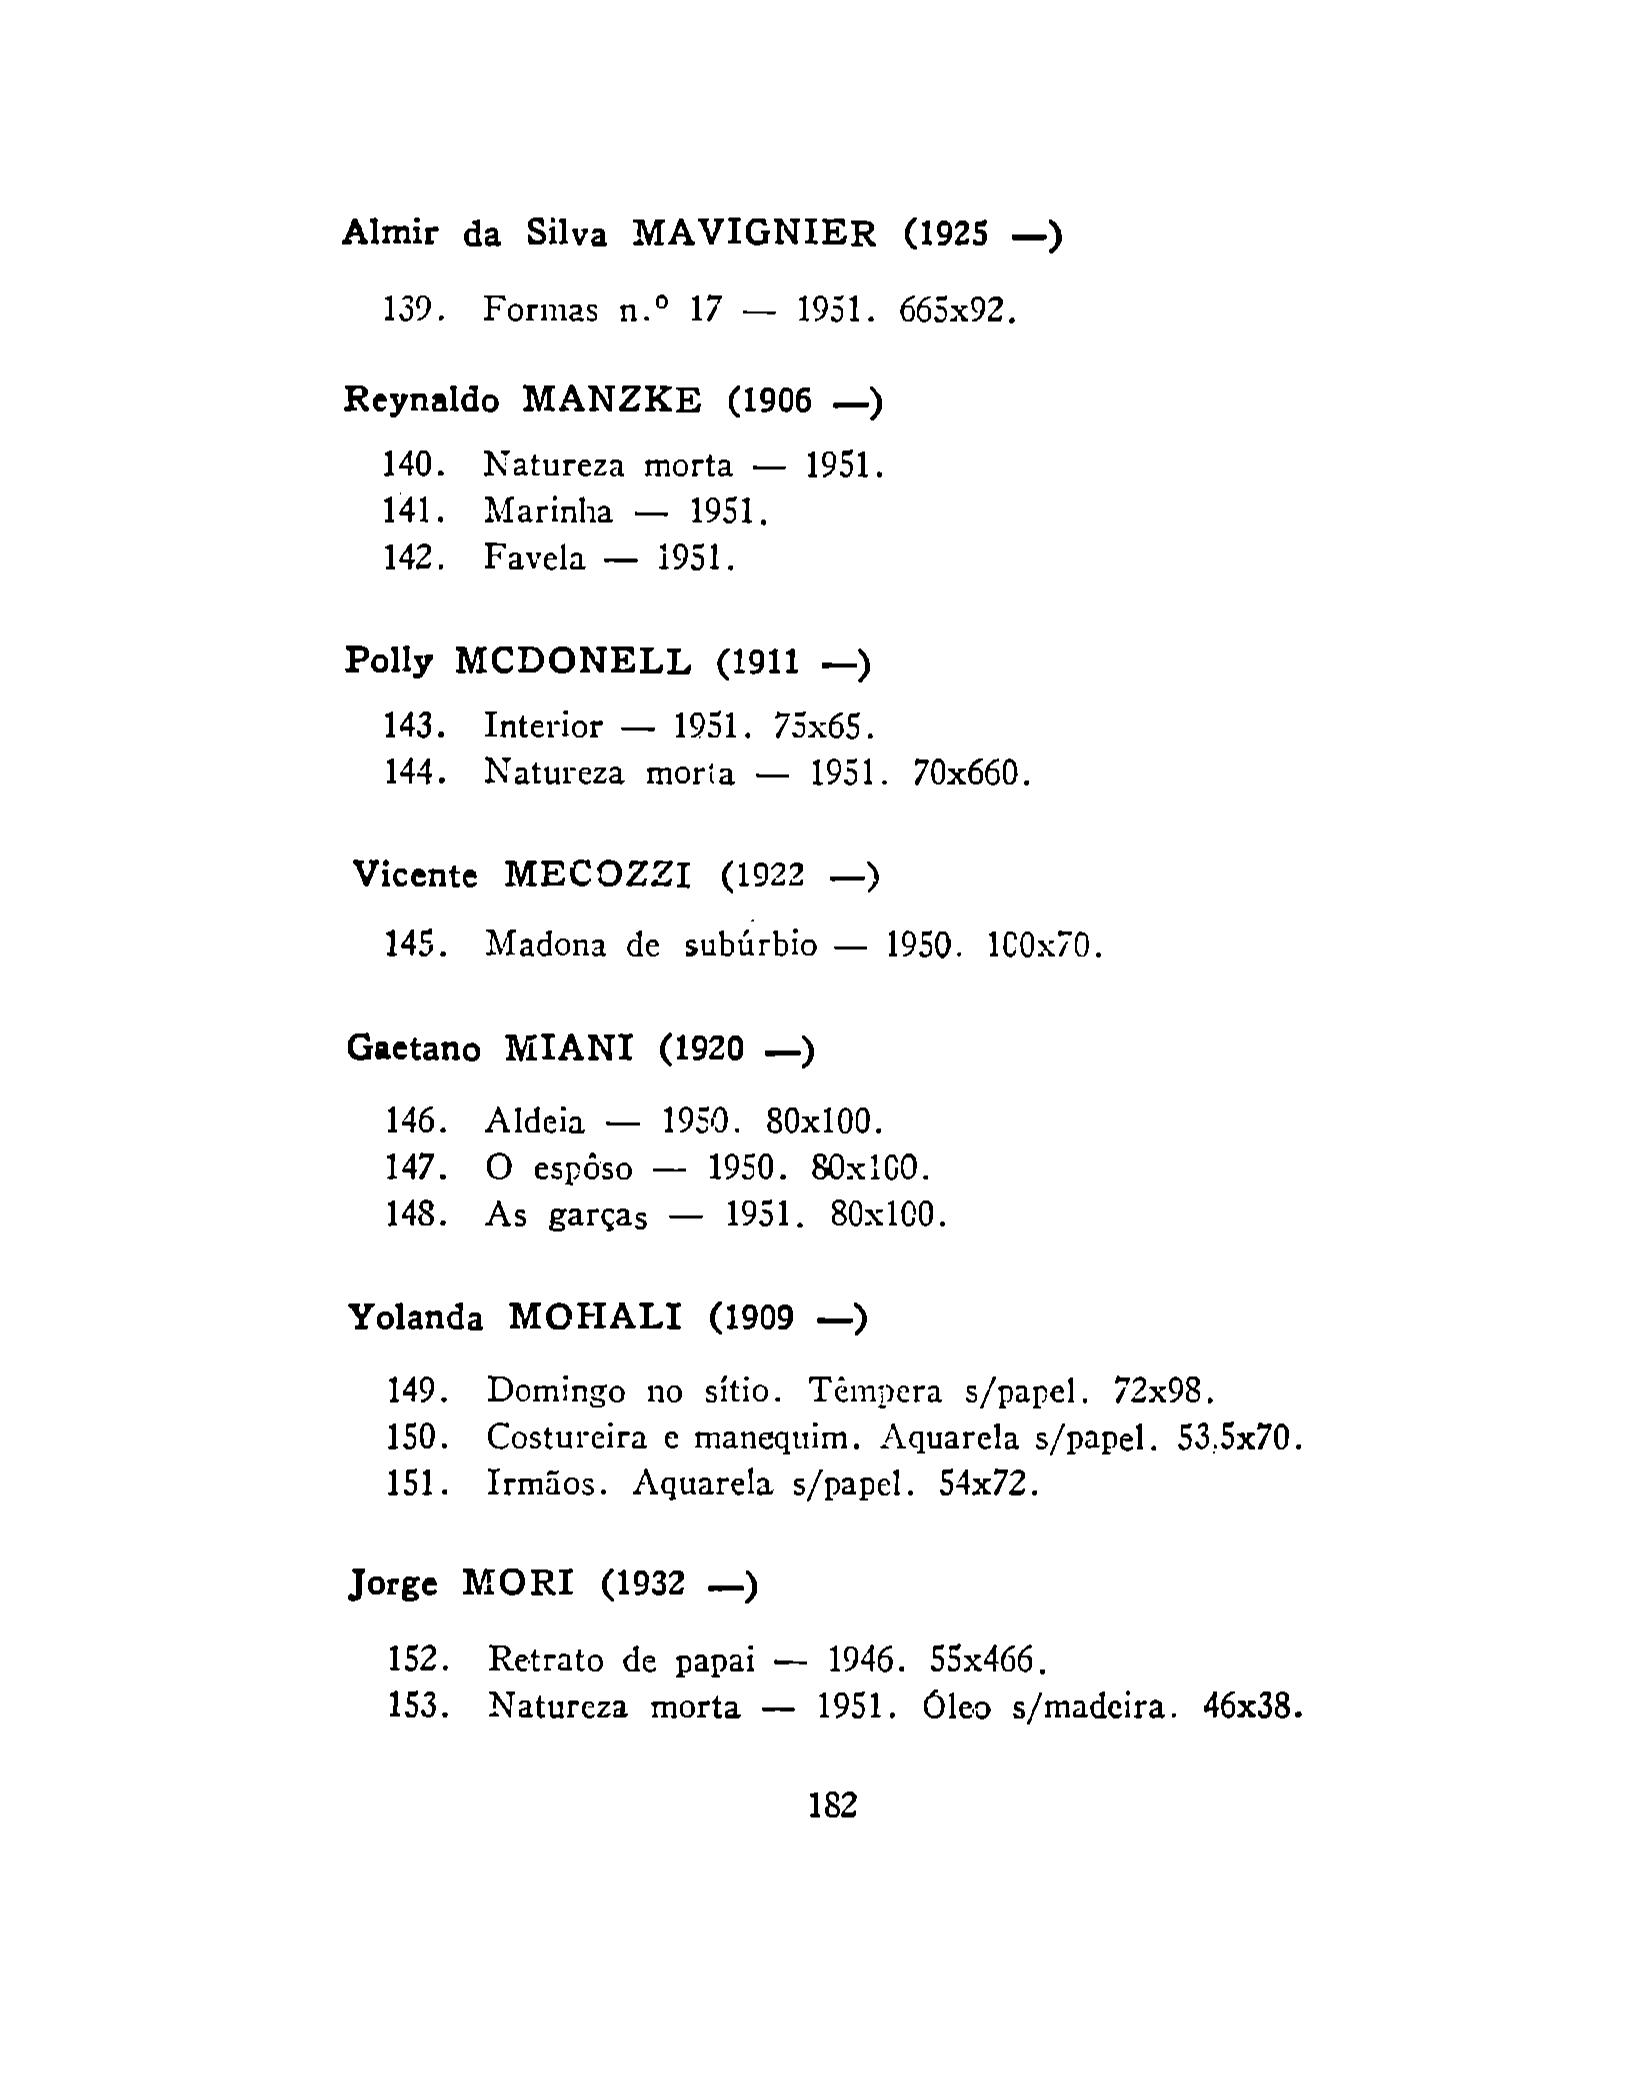 Almir da Silva MAVIGNIER (1925 —)
139. Formas n.º 17 — 1951. 665x92.
Reynaldo MANZKE (1906 —)
140. Natureza morta — 1951.
141. Marinha — 1951.
142. Favela — 1951.
Polly MCDONELL (1911 —)
143. Interior — 1951. 75x65.
144. Natureza morta — 1951. 70x660.
Vicente MECOZZI (1922 —)
145. Madona de subúrbio — 1950. 100x70.
Gaetano MIANI (1920 —)
146. Aldeia — 1950. 80x100.
147. O espôso — 1950. 80x100.
148. As garças — 1951. 80x100.
Yolanda MOHALI (1909 —)
149. Domingo no sítio. Têmpera s/papel. 72x98.
150. Costureira e manequim. Aquarela s/papel. 53,5x70.
151. Irmãos. Aquarela s/papel. 54x72.
Jorge MORI (1932 —)
152. Retrato de papai — 1946. 55x466.
153. Natureza morta — 1951. Óleo s/madeira. 46x38.
182